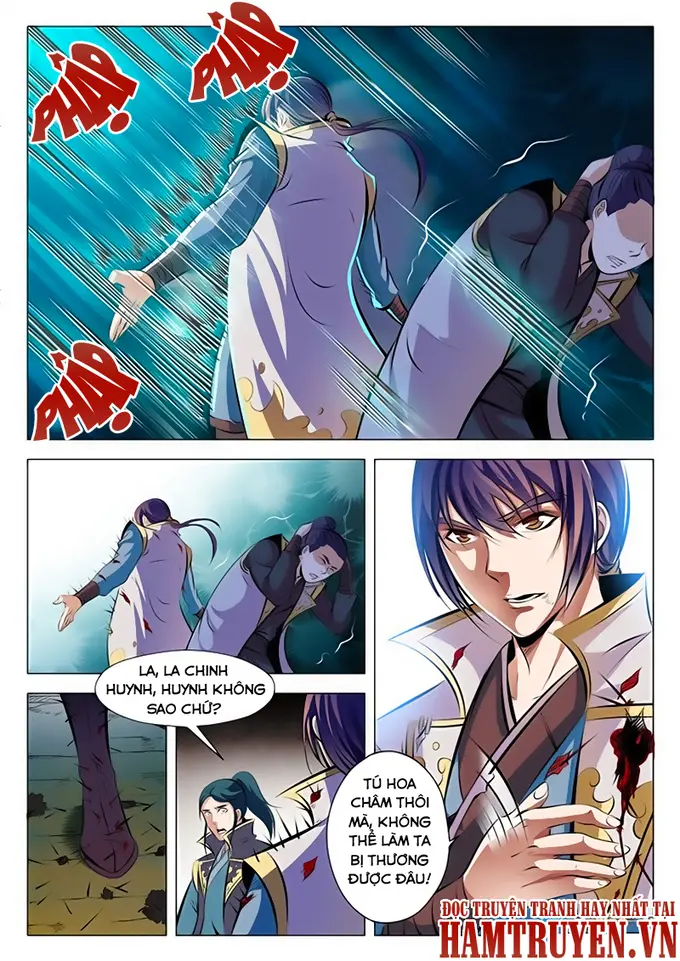 PHẬP
PHẬP
PHẬP
LA, LA CHINH
HUYNH, HUYNH KHÔNG
SAO CHỨ?
TÚ HOA
CHÂM THÔI
MÀ, KHÔNG
THỂ LÀM TA
BỊ THƯƠNG
ĐƯỢC ĐÂU!
ĐỌC TRUYỆN TRANH HAY NHẤT TẠI
HAMTRUYEN.VN